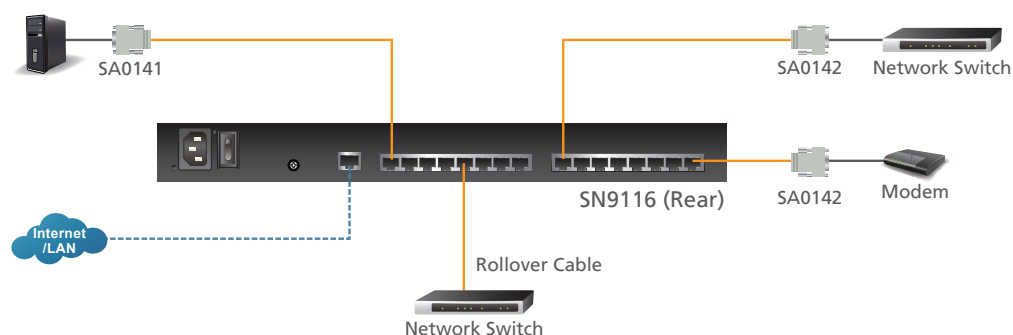 SA0141
SA0142
Network Switch
SN9116 (Rear)
SA0142
Modem
Internet
/LAN
Rollover Cable
Network Switch